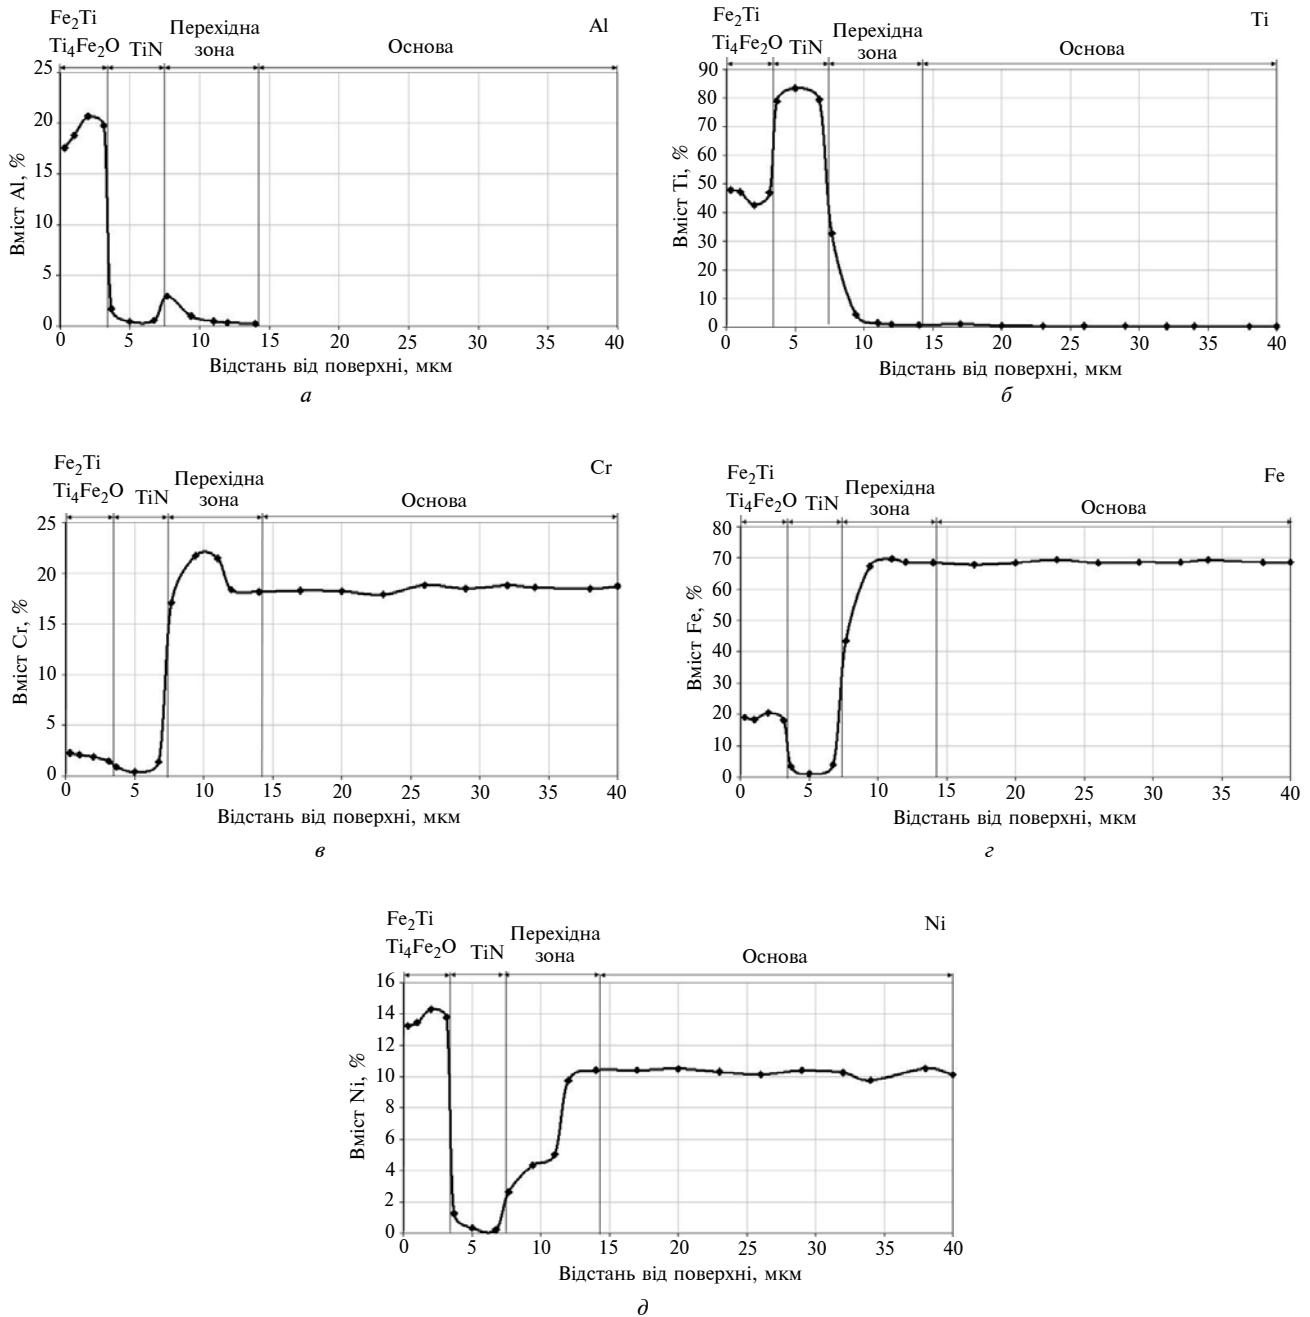 Fe2Ti
Ti4Fe2O TiN Перехідна зона Основа Al
Вміст Al, %
25
20
15
10
5
0
0 5 10 15 20 25 30 35 40
Відстань від поверхні, мкм
а
Fe2Ti
Ti4Fe2O TiN Перехідна зона Основа Ti
Вміст Ti, %
90
80
70
60
50
40
30
20
10
0
0 5 10 15 20 25 30 35 40
Відстань від поверхні, мкм
б
Fe2Ti
Ti4Fe2O TiN Перехідна зона Основа Cr
Вміст Cr, %
25
20
15
10
5
0
0 5 10 15 20 25 30 35 40
Відстань від поверхні, мкм
в
Fe2Ti
Ti4Fe2O TiN Перехідна зона Основа Fe
Вміст Fe, %
80
70
60
50
40
30
20
10
0
0 5 10 15 20 25 30 35 40
Відстань від поверхні, мкм
г
Fe2Ti
Ti4Fe2O TiN Перехідна зона Основа Ni
Вміст Ni, %
16
14
12
10
8
6
4
2
0
0 5 10 15 20 25 30 35 40
Відстань від поверхні, мкм
д